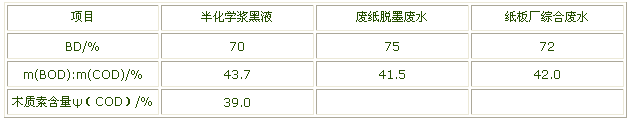 项目 半化学浆黑液 废纸脱墨废水 纸板厂综合废水
BD/% 70 75 72
m(BOD):m(COD)/% 43.7 41.5 42.0
木质素含量ψ(COD)/% 39.0